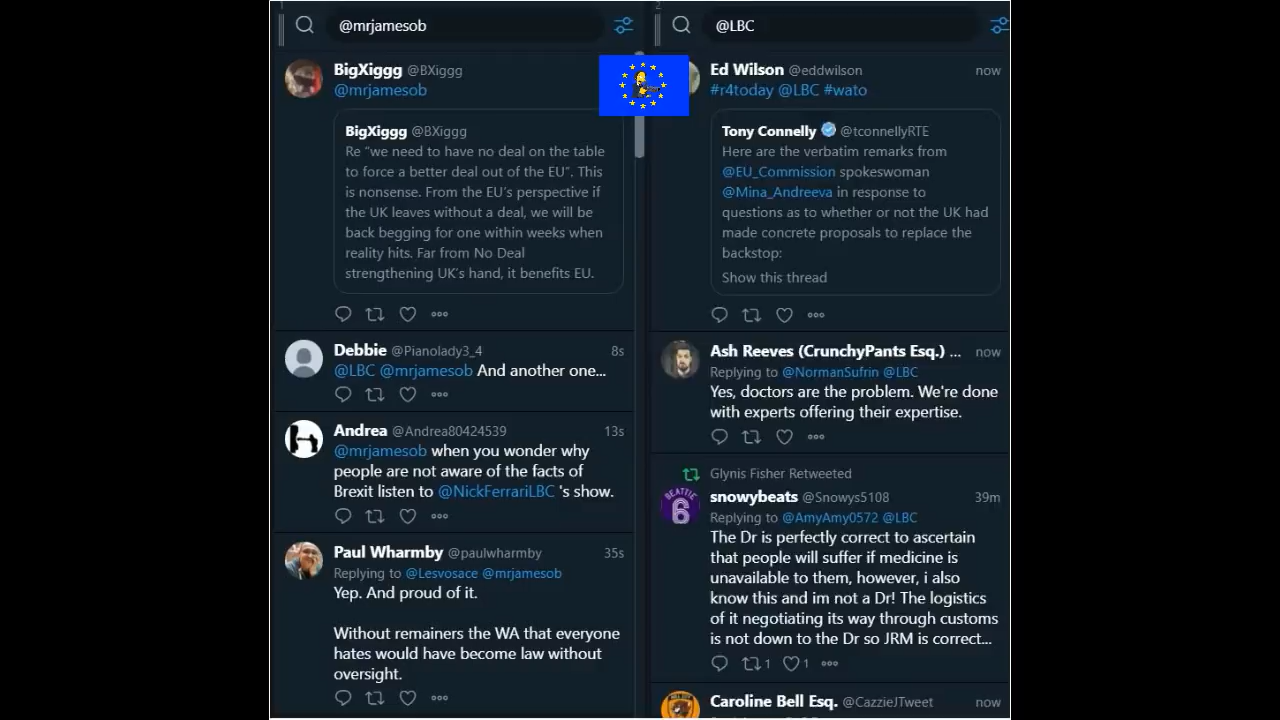 1
@mrjamesob
BigXiggg @BXiggg
@mrjamesob
BigXiggg @BXiggg
Re “we need to have no deal on the table
to force a better deal out of the EU”. This
is nonsense. From the EU’s perspective if
the UK leaves without a deal, we will be
back begging for one within weeks when
reality hits. Far from No Deal
strengthening UK’s hand, it benefits EU.
Debbie @Pianolady3_4 8s
@LBC @mrjamesob And another one...
Andrea @Andrea80424539 13s
@mrjamesob when you wonder why
people are not aware of the facts of
Brexit listen to @NickFerrariLBC 's show.
Paul Wharmby @paulwharmby 35s
Replying to @Lesvosace @mrjamesob
Yep. And proud of it.
Without remainers the WA that everyone
hates would have become law without
oversight.
2
@LBC
Ed Wilson @eddwilson now
#r4today @LBC #wato
Tony Connelly @tconnellyRTE
Here are the verbatim remarks from
@EU_Commission spokeswoman
@Mina_Andreeva in response to
questions as to whether or not the UK had
made concrete proposals to replace the
backstop:
Show this thread
Ash Reeves (CrunchyPants Esq.) ... now
Replying to @NormanSufrin @LBC
Yes, doctors are the problem. We're done
with experts offering their expertise.
Glynis Fisher Retweeted
BEATTIE
6
snowybeats @Snowys5108 39m
Replying to @AmyAmy0572 @LBC
The Dr is perfectly correct to ascertain
that people will suffer if medicine is
unavailable to them, however, i also
know this and im not a Dr! The logistics
of it negotiating its way through customs
is not down to the Dr so JRM is correct...
1 1
Caroline Bell Esq. @CazzieJTweet now